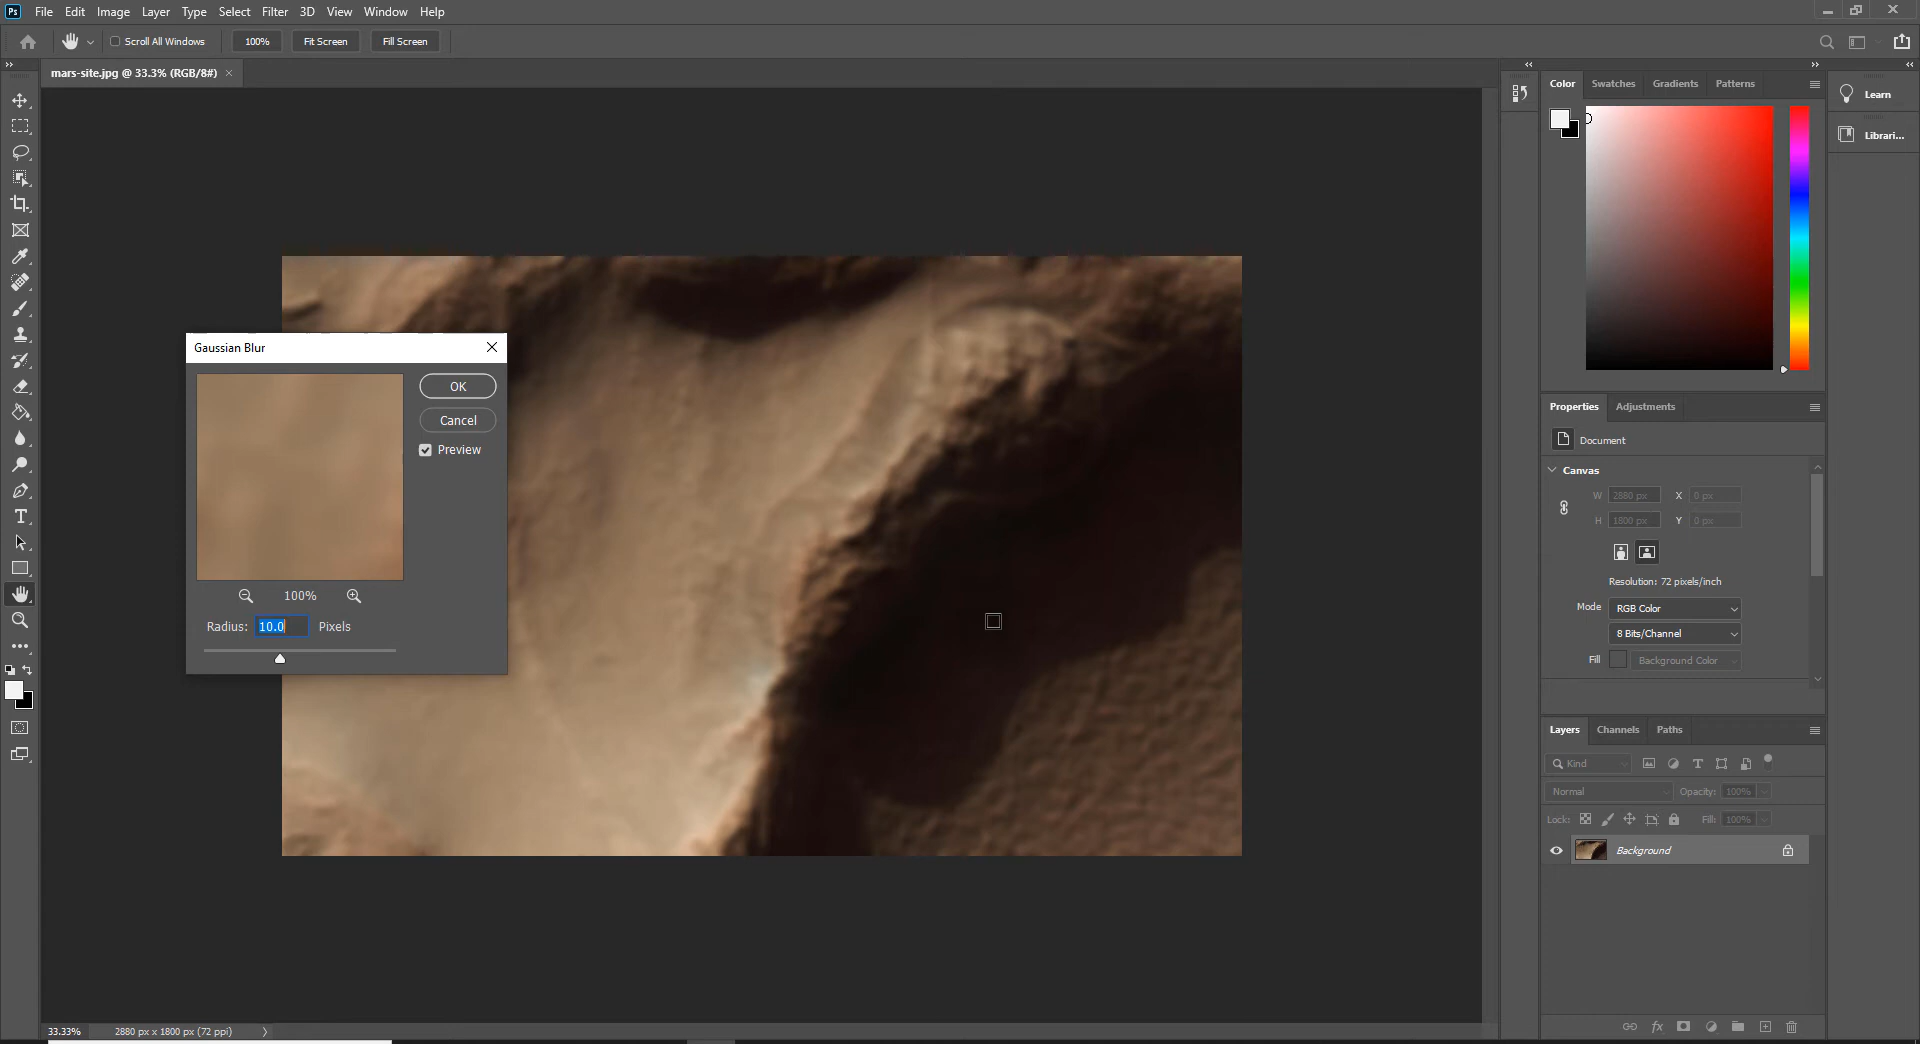 Ps File Edit Image Layer Type Select Filter 3D View Window Help
Scroll All Windows 100% Fit Screen Fill Screen
mars-site.jpg @ 33.3% (RGB/8#)
Gaussian Blur
OK
Cancel
Preview
100%
Radius: 10.0 Pixels
T
33.33% 2880 px x 1800 px (72 ppi)
Color Swatches Gradients Patterns
Learn
Librari...
Properties Adjustments
Document
Canvas
W 2880 px X 0 px
H 1800 px Y 0 px
Resolution: 72 pixels/inch
Mode RGB Color
8 Bits/Channel
Fill Background Color
Layers Channels Paths
Kind T
Normal Opacity: 100%
Lock: Fill: 100%
Background
fx